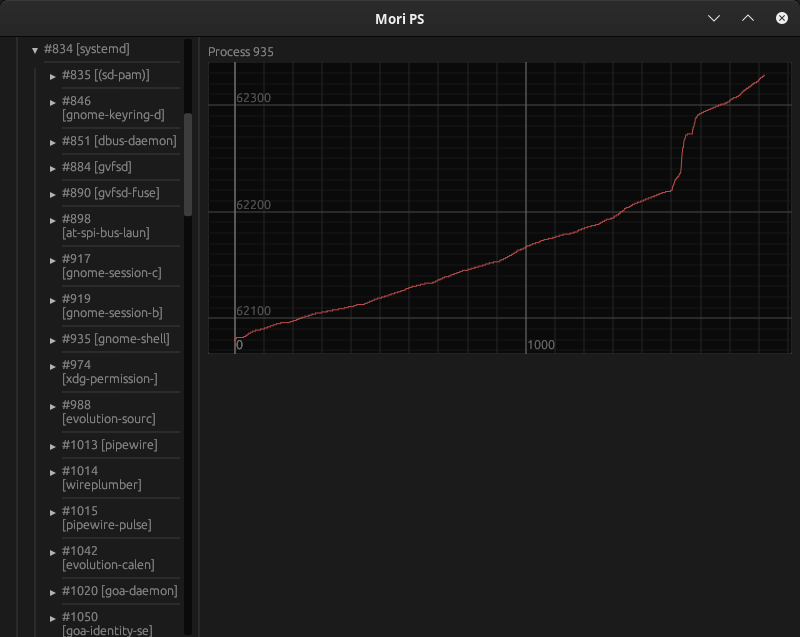 Mori PS
#834 [systemd]
#835 [(sd-pam)]
#846
[gnome-keyring-d]
#851 [dbus-daemon]
#884 [gvfsd]
#890 [gvfsd-fuse]
#898
[at-spi-bus-laun]
#917
[gnome-session-c]
#919
[gnome-session-b]
#935 [gnome-shell]
#974
[xdg-permission-]
#988
[evolution-sourc]
#1013 [pipewire]
#1014
[wireplumber]
#1015
[pipewire-pulse]
#1042
[evolution-calen]
#1020 [goa-daemon]
#1050
[goa-identity-se]
Process 935
62300
62200
62100
0
1000